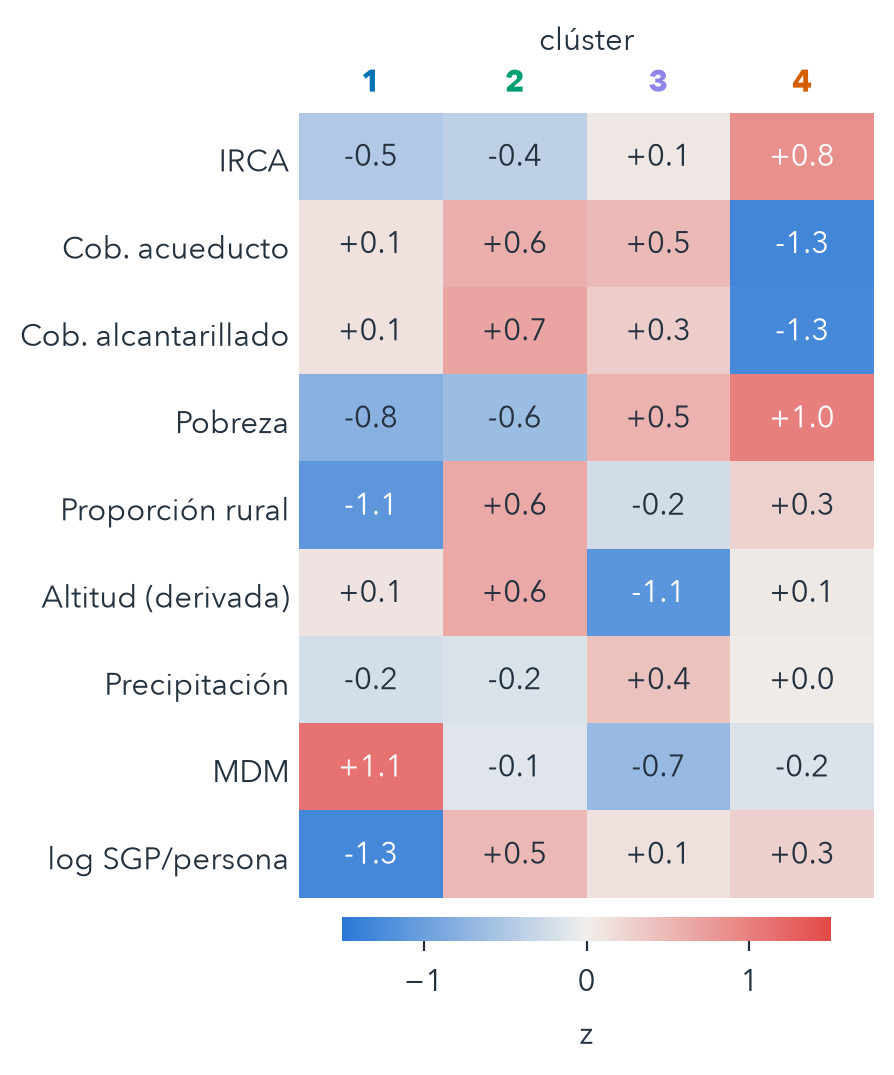 clúster
1 2 3 4
IRCA -0.5 -0.4 +0.1 +0.8
Cob. acueducto +0.1 +0.6 +0.5 -1.3
Cob. alcantarillado +0.1 +0.7 +0.3 -1.3
Pobreza -0.8 -0.6 +0.5 +1.0
Proporción rural -1.1 +0.6 -0.2 +0.3
Altitud (derivada) +0.1 +0.6 -1.1 +0.1
Precipitación -0.2 -0.2 +0.4 +0.0
MDM +1.1 -0.1 -0.7 -0.2
log SGP/persona -1.3 +0.5 +0.1 +0.3
−1 0 1
z